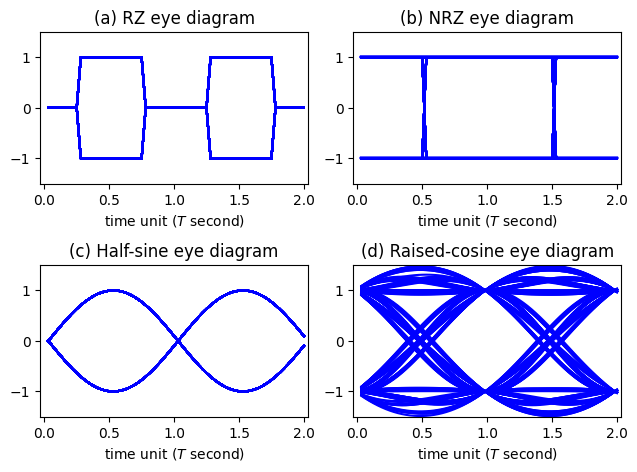 (a) RZ eye diagram
1
0
−1
0.0 0.5 1.0 1.5 2.0
time unit (T second)
(b) NRZ eye diagram
1
0
−1
0.0 0.5 1.0 1.5 2.0
time unit (T second)
(c) Half-sine eye diagram
1
0
−1
0.0 0.5 1.0 1.5 2.0
time unit (T second)
(d) Raised-cosine eye diagram
1
0
−1
0.0 0.5 1.0 1.5 2.0
time unit (T second)